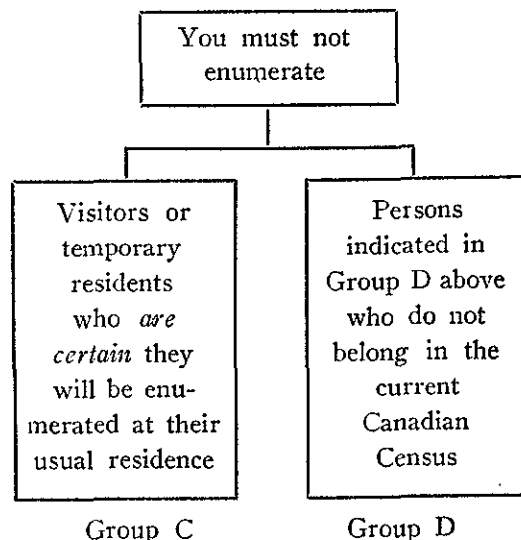 You must not
enumerate
Visitors or
temporary
residents
who are
certain they
will be enu-
merated at their
usual residence
Group C
Persons
indicated in
Group D above
who do not
belong in the
current
Canadian
Census
Group D